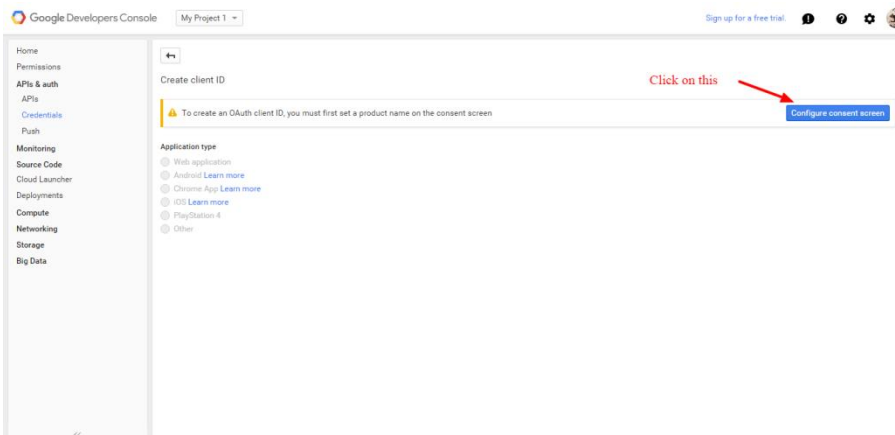 Google Developers Console My Project 1 Sign up for a free trial
Home
Permissions
APIs & auth
APIs
Credentials
Push
Monitoring
Source Code
Cloud Launcher
Deployments
Compute
Networking
Storage
Big Data
Create client ID
Click on this
To create an OAuth client ID, you must first set a product name on the consent screen
Configure consent screen
Application type
Web application
Android Learn more
Chrome App Learn more
iOS Learn more
PlayStation 4
Other